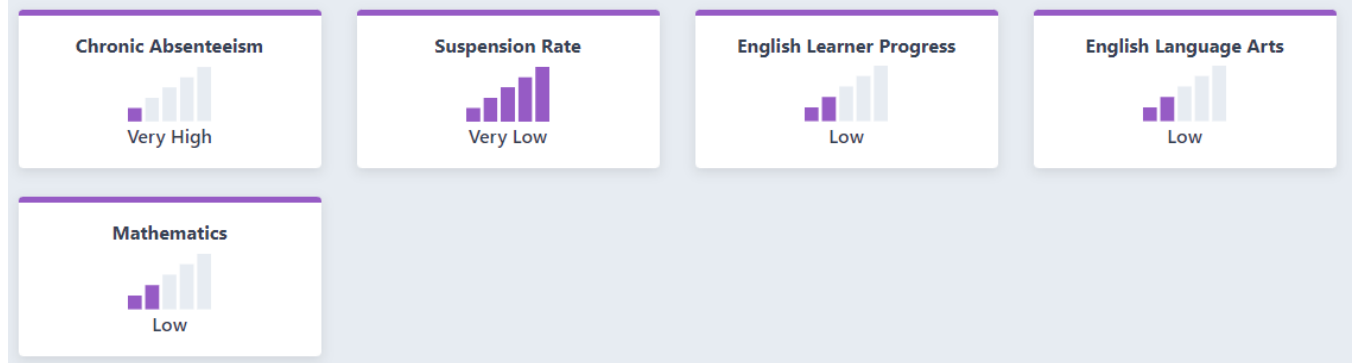 Chronic Absenteeism
Very High
Suspension Rate
Very Low
English Learner Progress
Low
English Language Arts
Low
Mathematics
Low